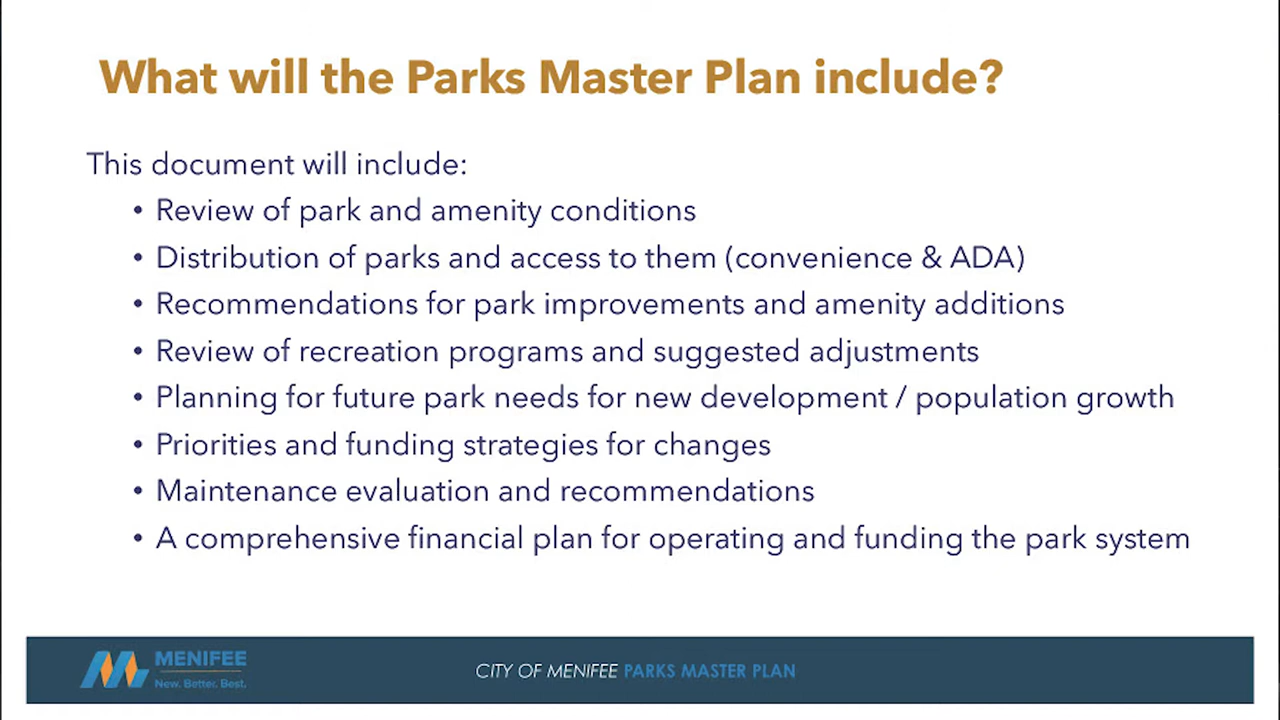 What will the Parks Master Plan include?
This document will include:
• Review of park and amenity conditions
• Distribution of parks and access to them (convenience & ADA)
• Recommendations for park improvements and amenity additions
• Review of recreation programs and suggested adjustments
• Planning for future park needs for new development / population growth
• Priorities and funding strategies for changes
• Maintenance evaluation and recommendations
• A comprehensive financial plan for operating and funding the park system
MENIFEE
New. Better. Best.
CITY OF MENIFEE PARKS MASTER PLAN